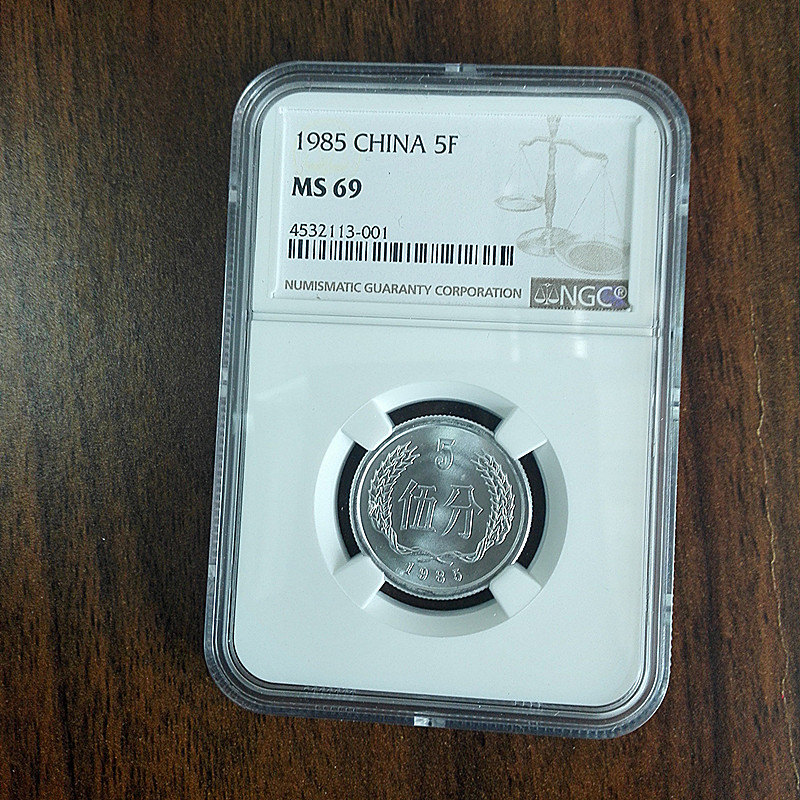 1985 CHINA 5F
MS 69
4532113-001
NUMISMATIC GUARANTY CORPORATION NGC®
5
伍分
1985